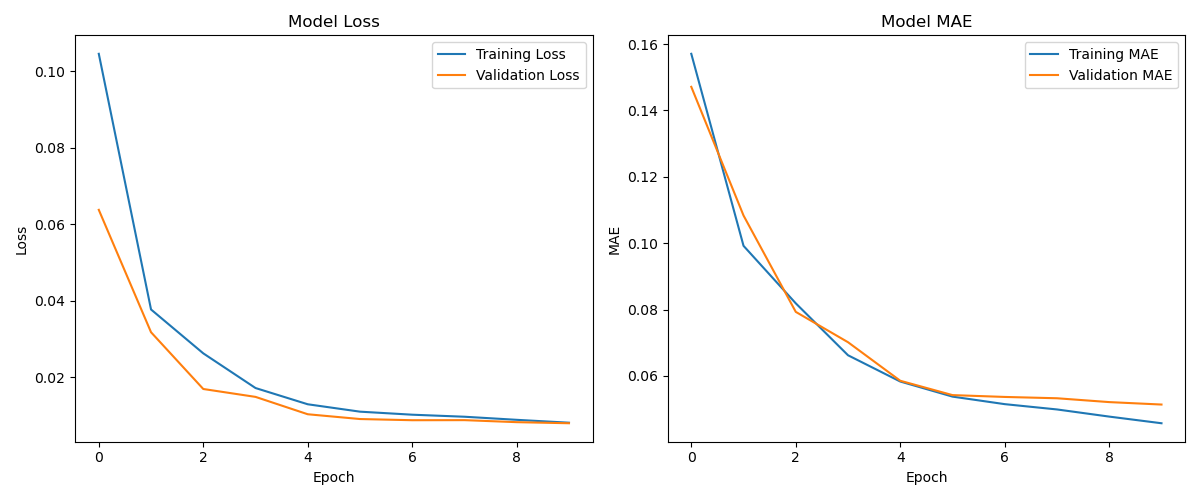 Model Loss
Training Loss
Validation Loss
0.10
0.08
0.06
0.04
0.02
Loss
0 2 4 6 8
Epoch
Model MAE
Training MAE
Validation MAE
0.16
0.14
0.12
0.10
0.08
0.06
MAE
0 2 4 6 8
Epoch